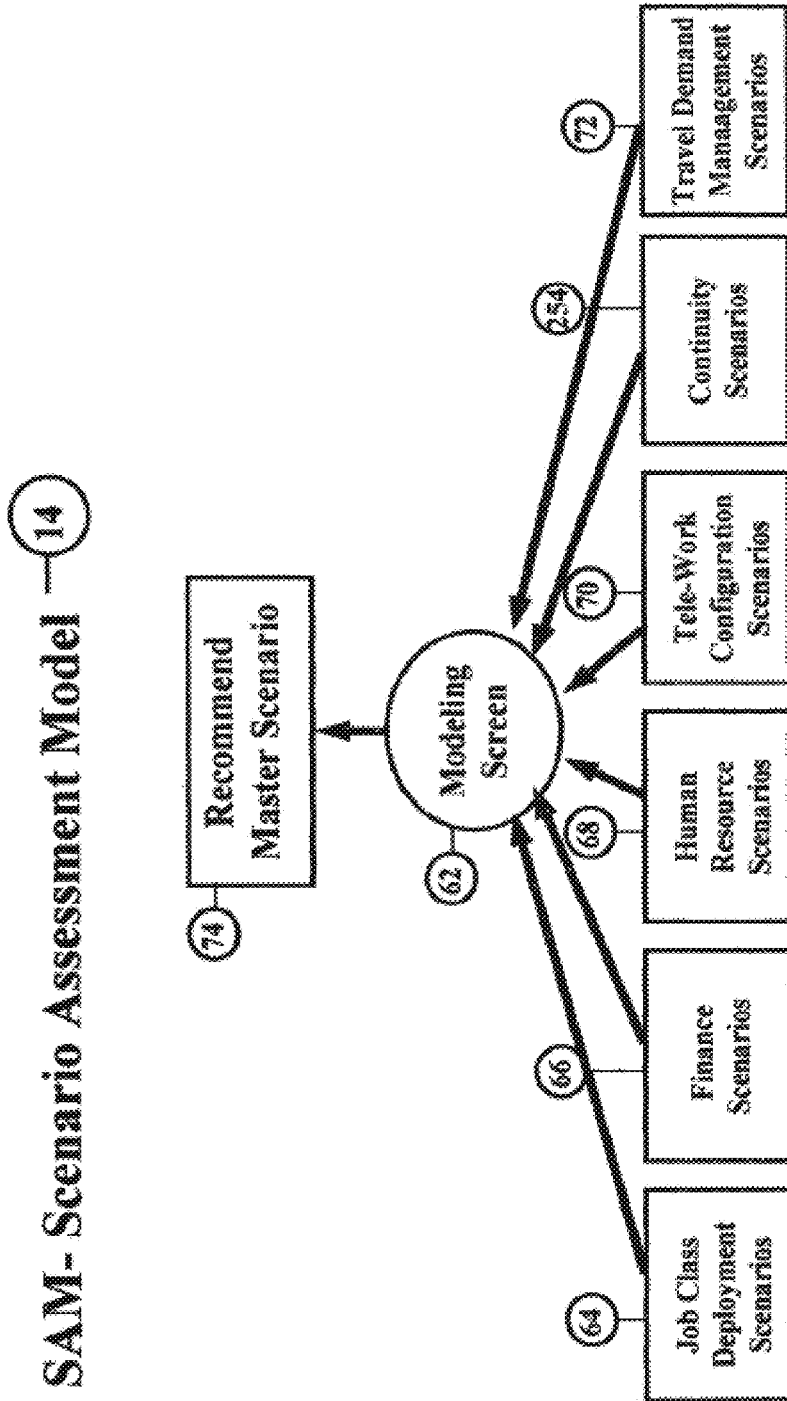 SAM- Scenario Assessment Model
14
74
Recommend
Master Scenario
62
Modeling
Screen
64
66
68
70
254
72
Job Class
Deployment
Scenarios
Finance
Scenarios
Human
Resource
Scenarios
Tele-Work
Configuration
Scenarios
Continuity
Scenarios
Travel Demand
Manaagement
Scenarios